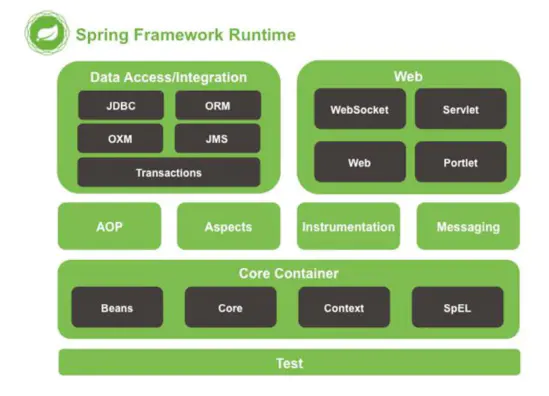 Spring Framework Runtime
Data Access/Integration
JDBC
ORM
OXM
JMS
Transactions
Web
WebSocket
Servlet
Web
Portlet
AOP
Aspects
Instrumentation
Messaging
Core Container
Beans
Core
Context
SpEL
Test